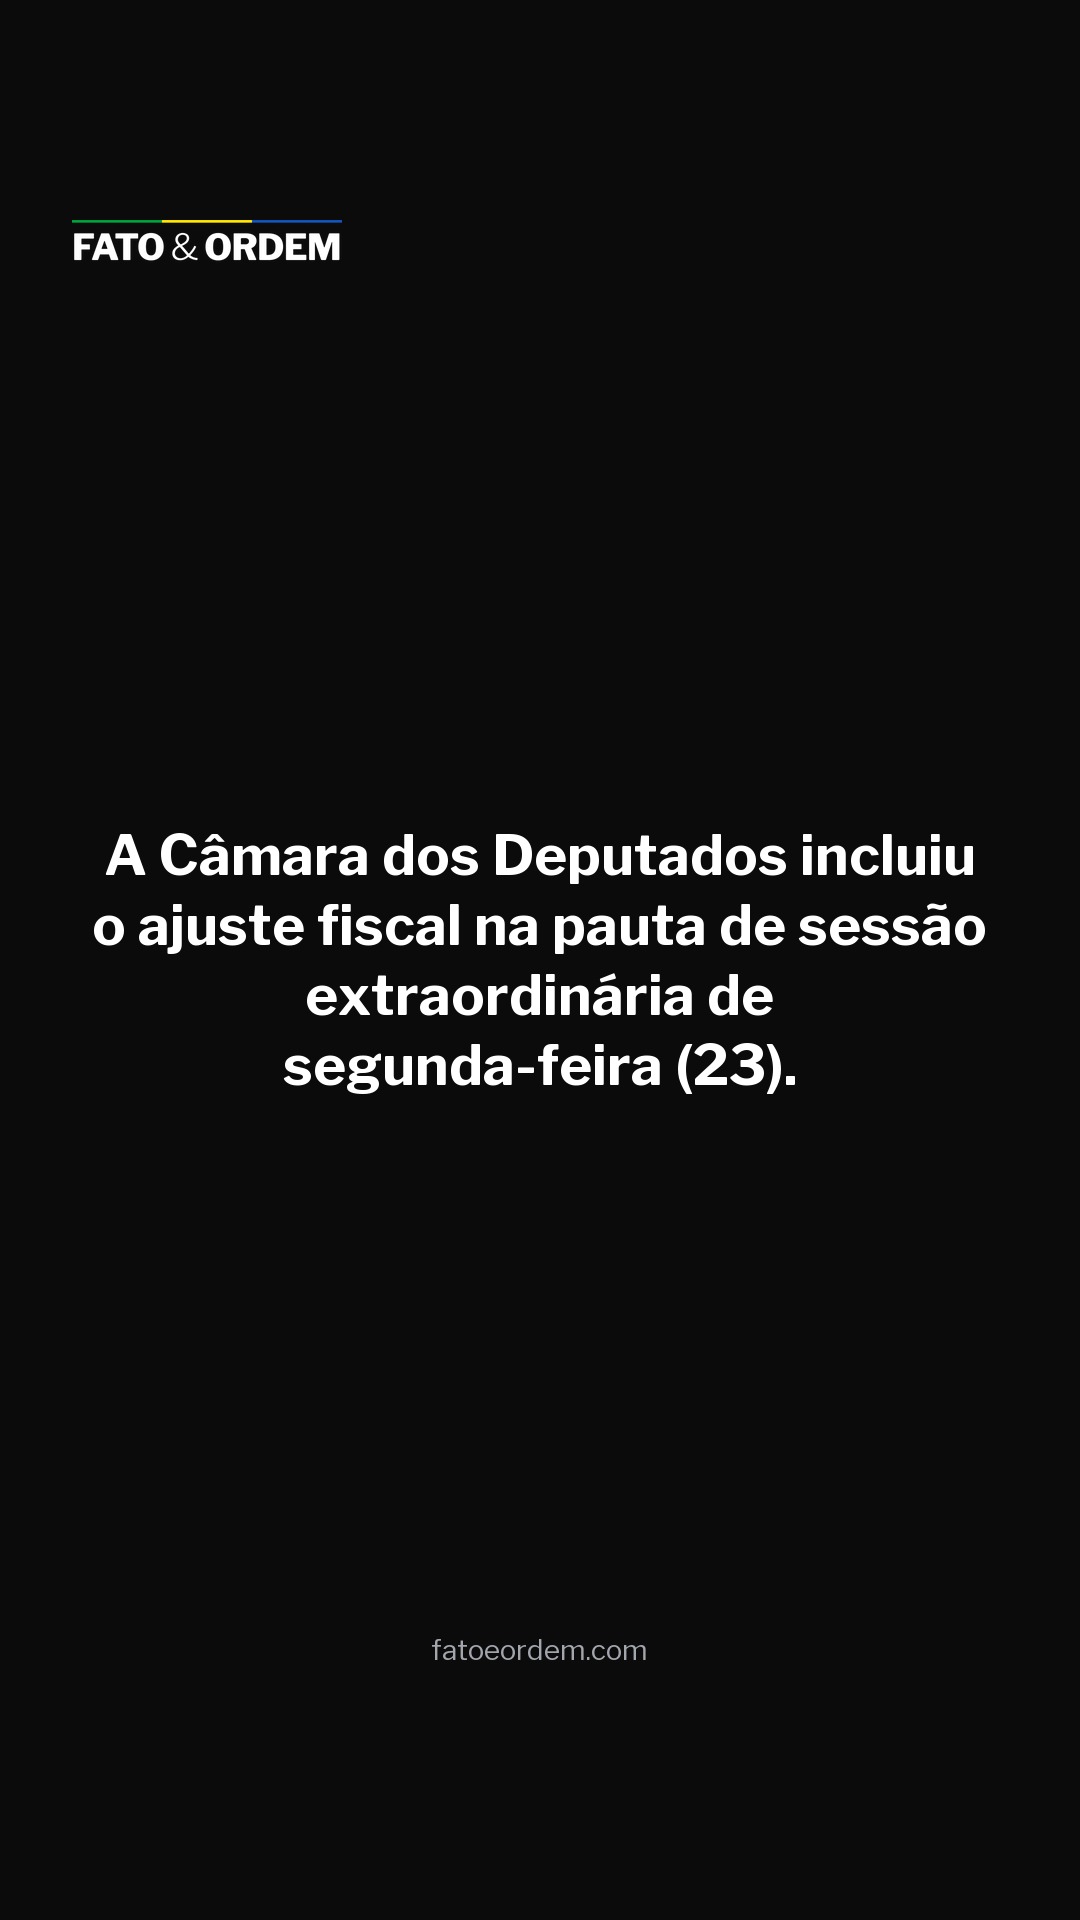 FATO & ORDEM
A Câmara dos Deputados incluiu
o ajuste fiscal na pauta de sessão
extraordinária de
segunda-feira (23).
fatoeordem.com